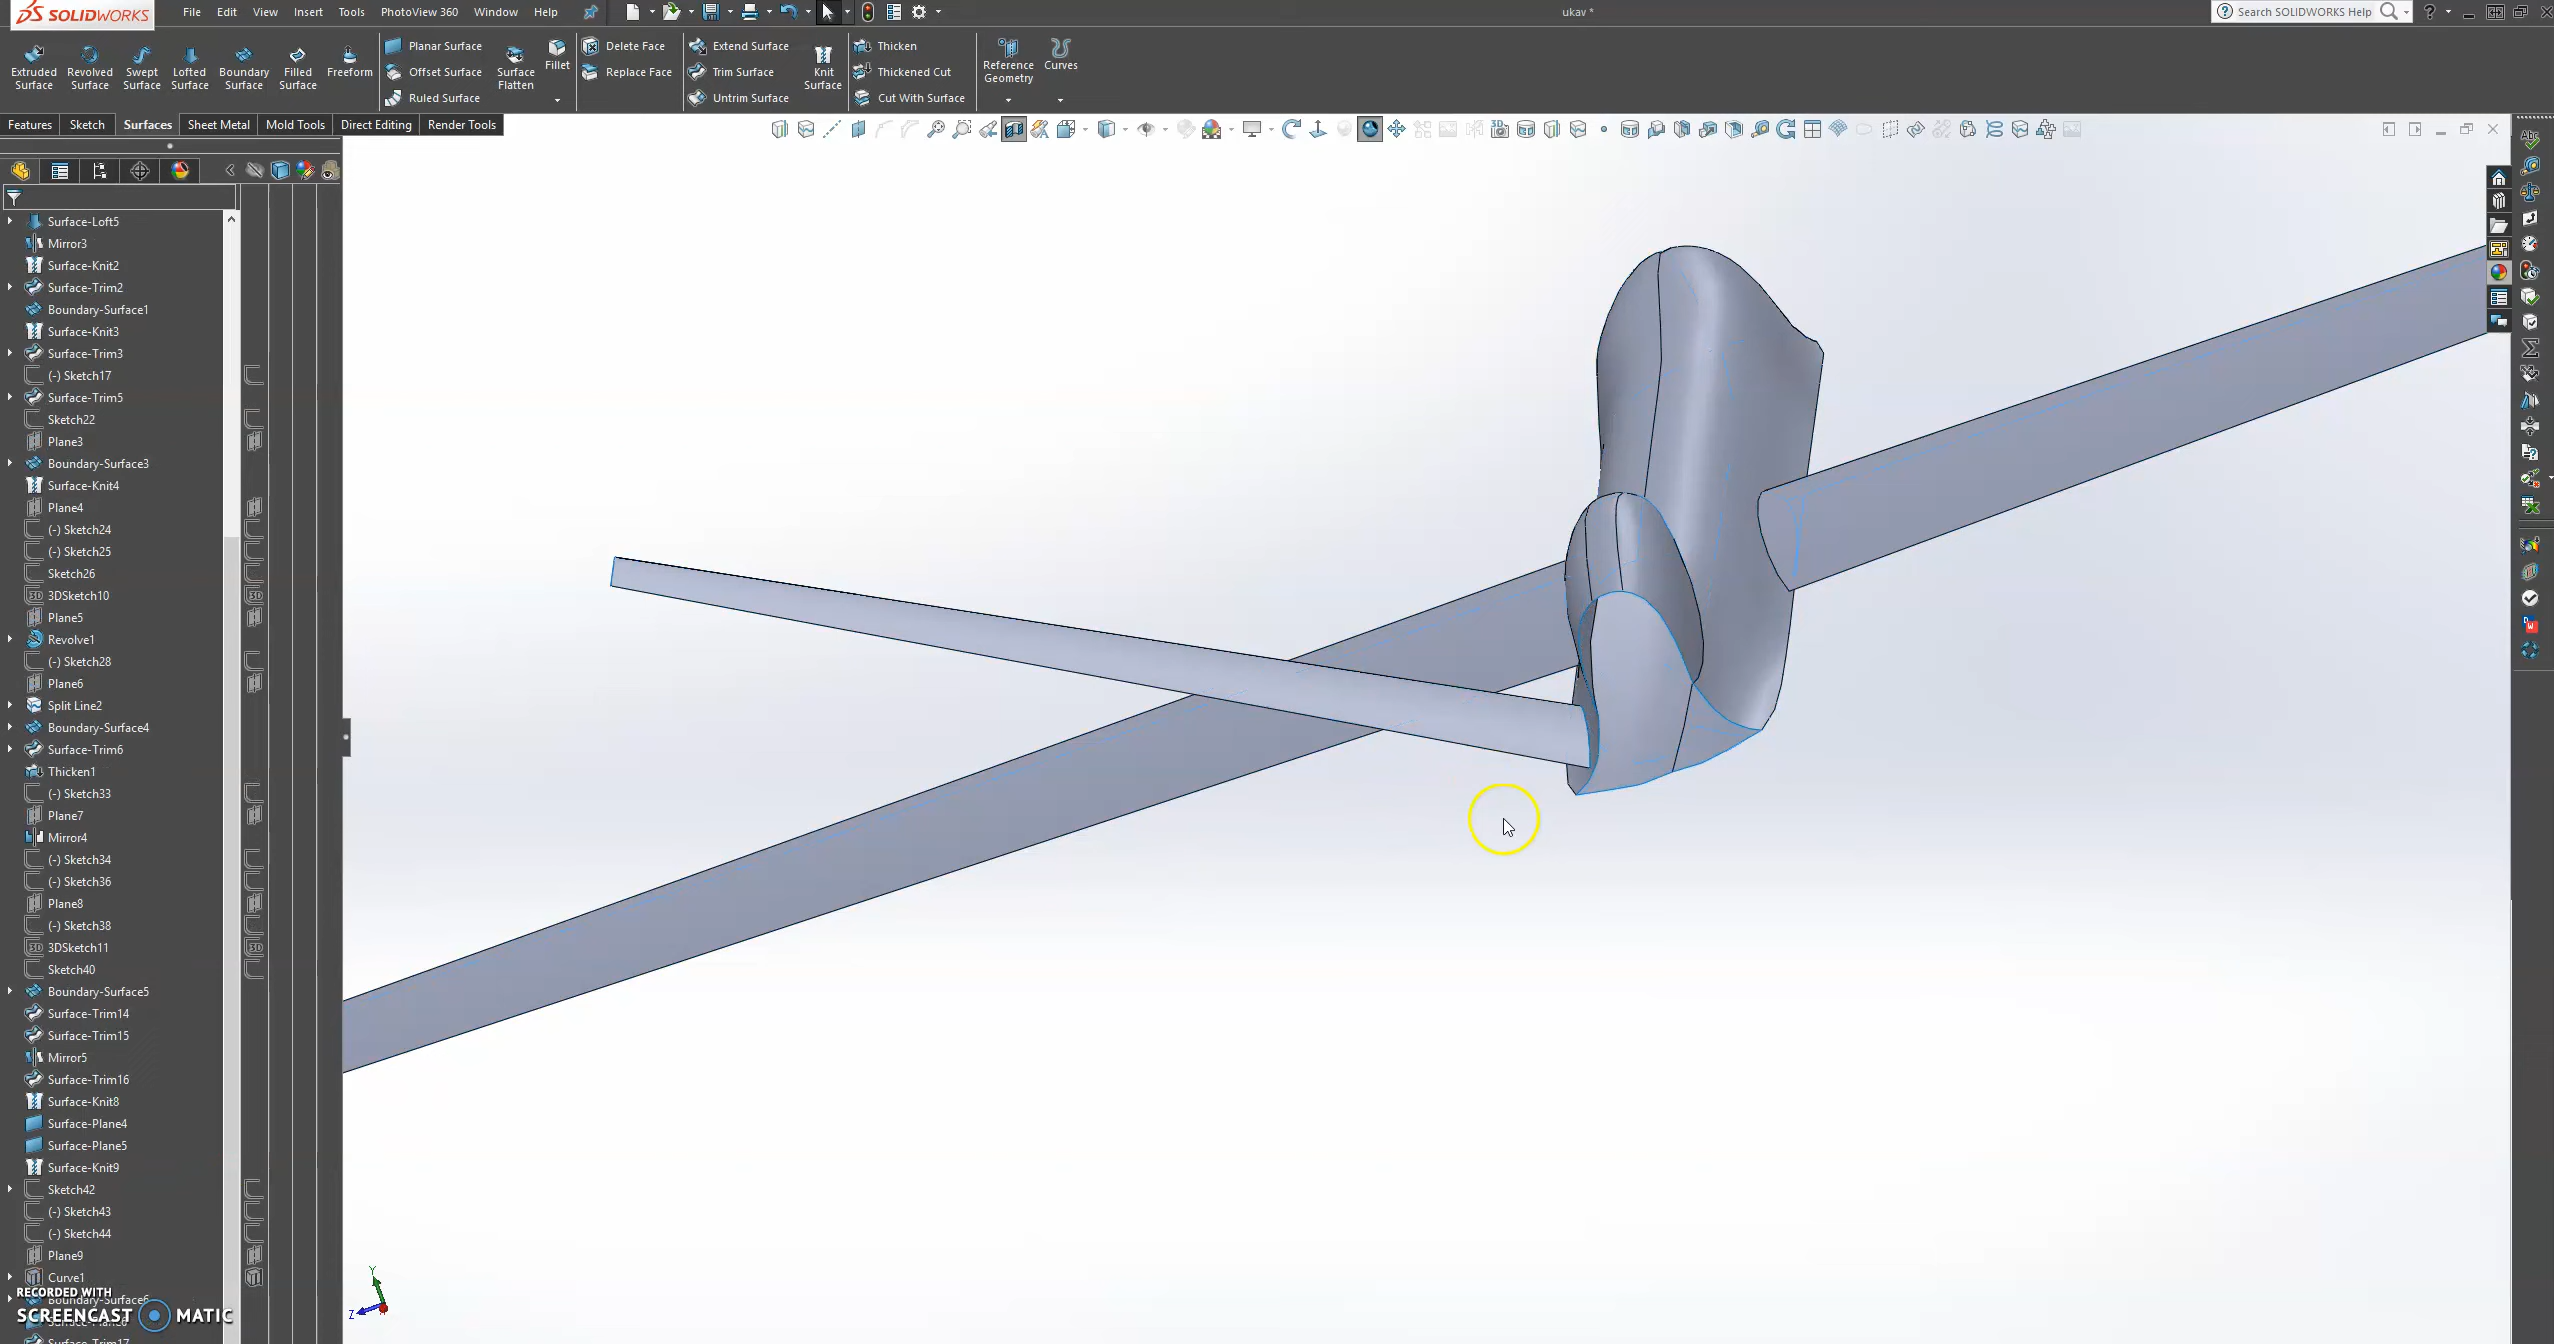 SOLIDWORKS File Edit View Insert Tools PhotoView 360 Window Help ukav * Search SOLIDWORKS Help
Extruded Surface
Revolved Surface
Swept Surface
Lofted Surface
Boundary Surface
Filled Surface
Freeform
Planar Surface
Offset Surface
Ruled Surface
Surface Flatten
Fillet
Delete Face
Replace Face
Extend Surface
Trim Surface
Untrim Surface
Knit Surface
Thicken
Thickened Cut
Cut With Surface
Reference Geometry
Curves
Features Sketch Surfaces Sheet Metal Mold Tools Direct Editing Render Tools
Surface-Loft5
Mirror3
Surface-Knit2
Surface-Trim2
Boundary-Surface1
Surface-Knit3
Surface-Trim3
(-) Sketch17
Surface-Trim5
Sketch22
Plane3
Boundary-Surface3
Surface-Knit4
Plane4
(-) Sketch24
(-) Sketch25
Sketch26
3DSketch10
Plane5
Revolve1
(-) Sketch28
Plane6
Split Line2
Boundary-Surface4
Surface-Trim6
Thicken1
(-) Sketch33
Plane7
Mirror4
(-) Sketch34
(-) Sketch36
Plane8
(-) Sketch38
3DSketch11
Sketch40
Boundary-Surface5
Surface-Trim14
Surface-Trim15
Mirror5
Surface-Trim16
Surface-Knit8
Surface-Plane4
Surface-Plane5
Surface-Knit9
Sketch42
(-) Sketch43
(-) Sketch44
Plane9
Curve1
RECORDED WITH
Boundary-Surface6
SCREENCAST MATIC
Surface-Trim17
Y
Z